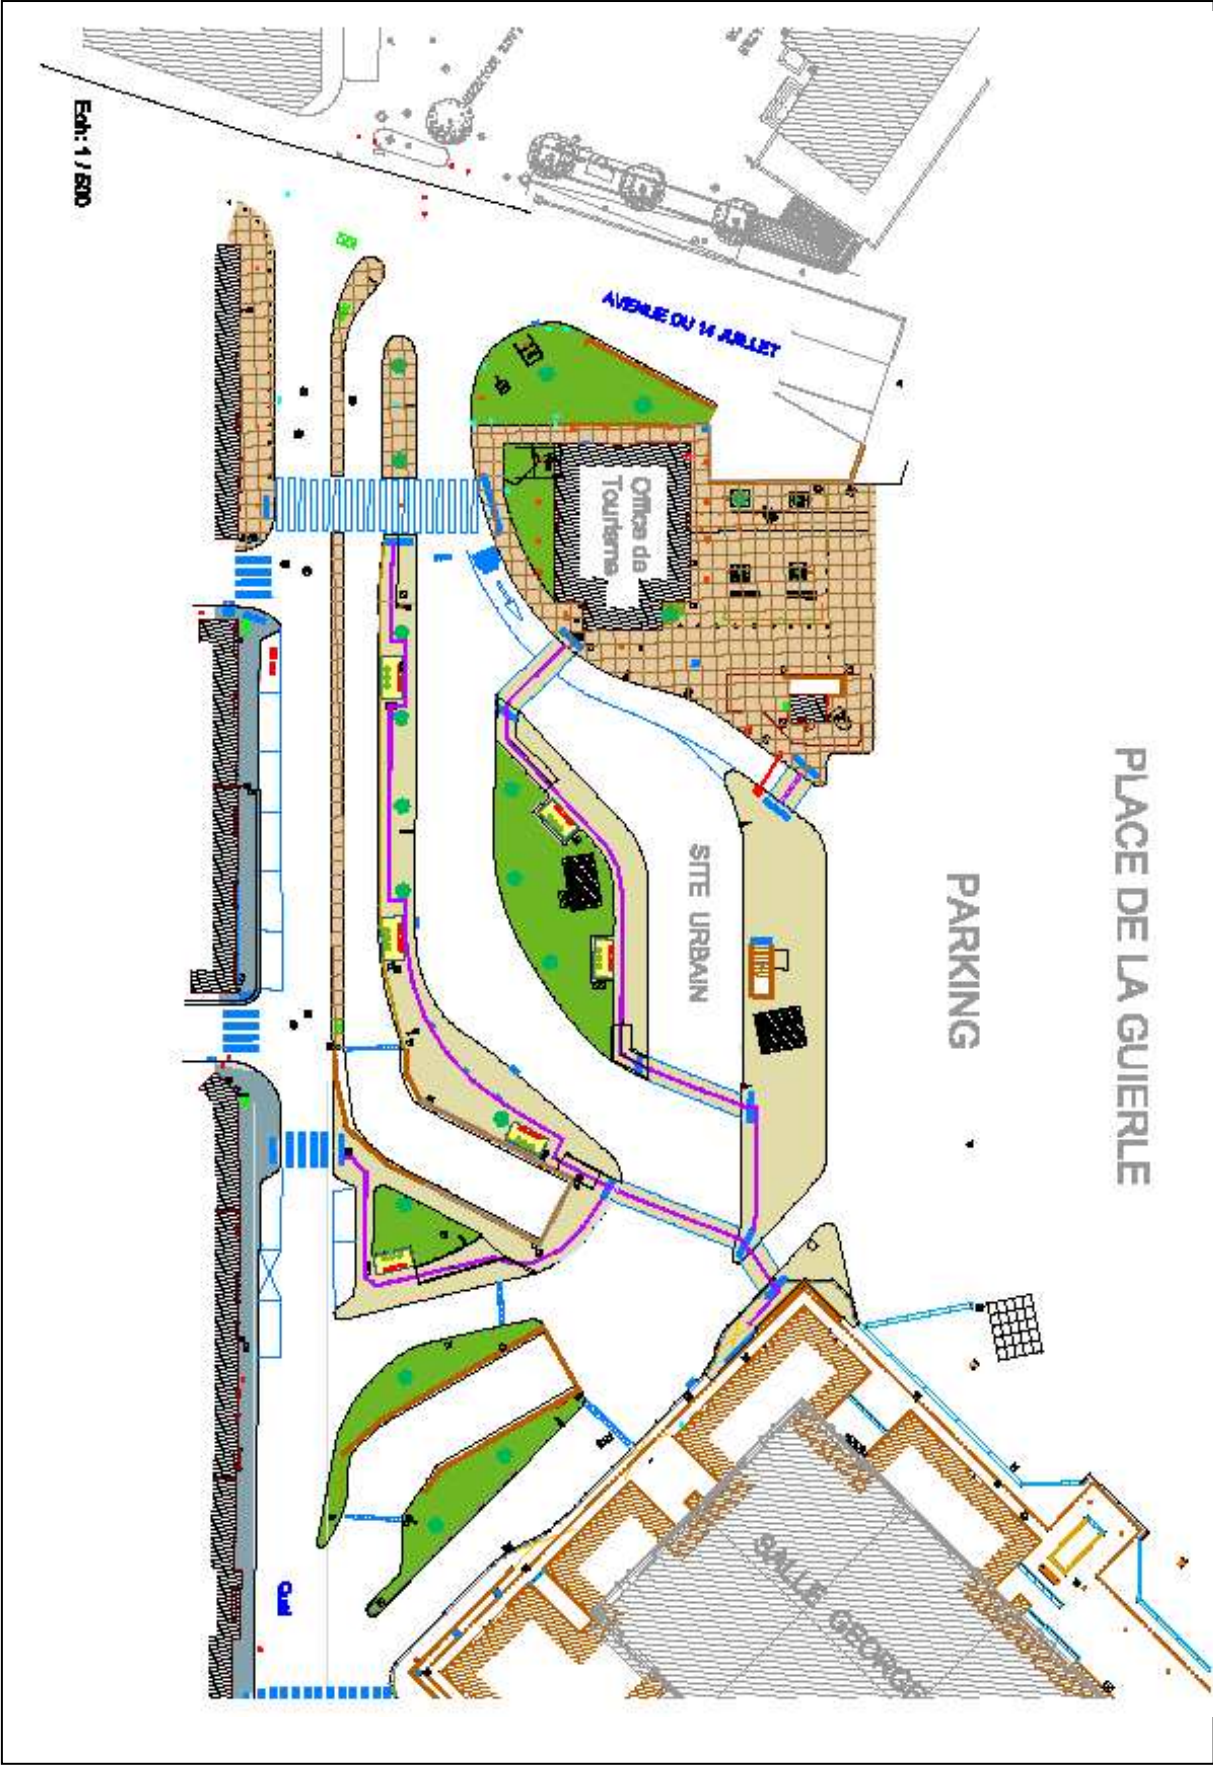 Ech: 1 / 500
AVENUE DU 14 JUILLET
Office de
Tourisme
SITE URBAIN
PARKING
PLACE DE LA GUIERLE
SALLE GEORGE
Quai